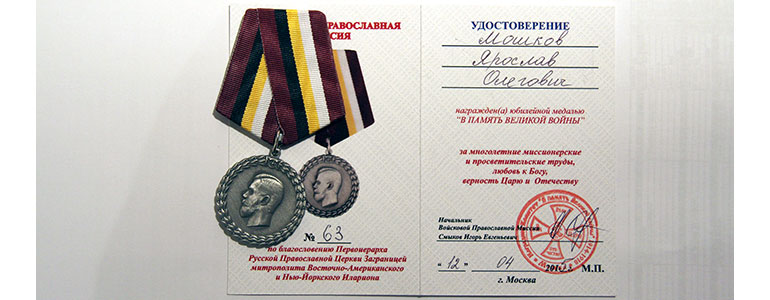 РАВОСЛАВНАЯ
СИЯ
№ 63
по благословению Первоиерарха
Русской Православной Церкви Заграницей
митрополита Восточно-Американского
и Нью-Йоркского Илариона
УДОСТОВЕРЕНИЕ
Мошков
Ярослав
Олегович
награжден(а) юбилейной медалью
"В ПАМЯТЬ ВЕЛИКОЙ ВОЙНЫ"
за многолетние миссионерские
и просветительские труды,
любовь к Богу,
верность Царю и Отечеству
Начальник
Войсковой Православной Миссии
Смыков Игорь Евгеньевич
"12" 04 М.П.
г. Москва